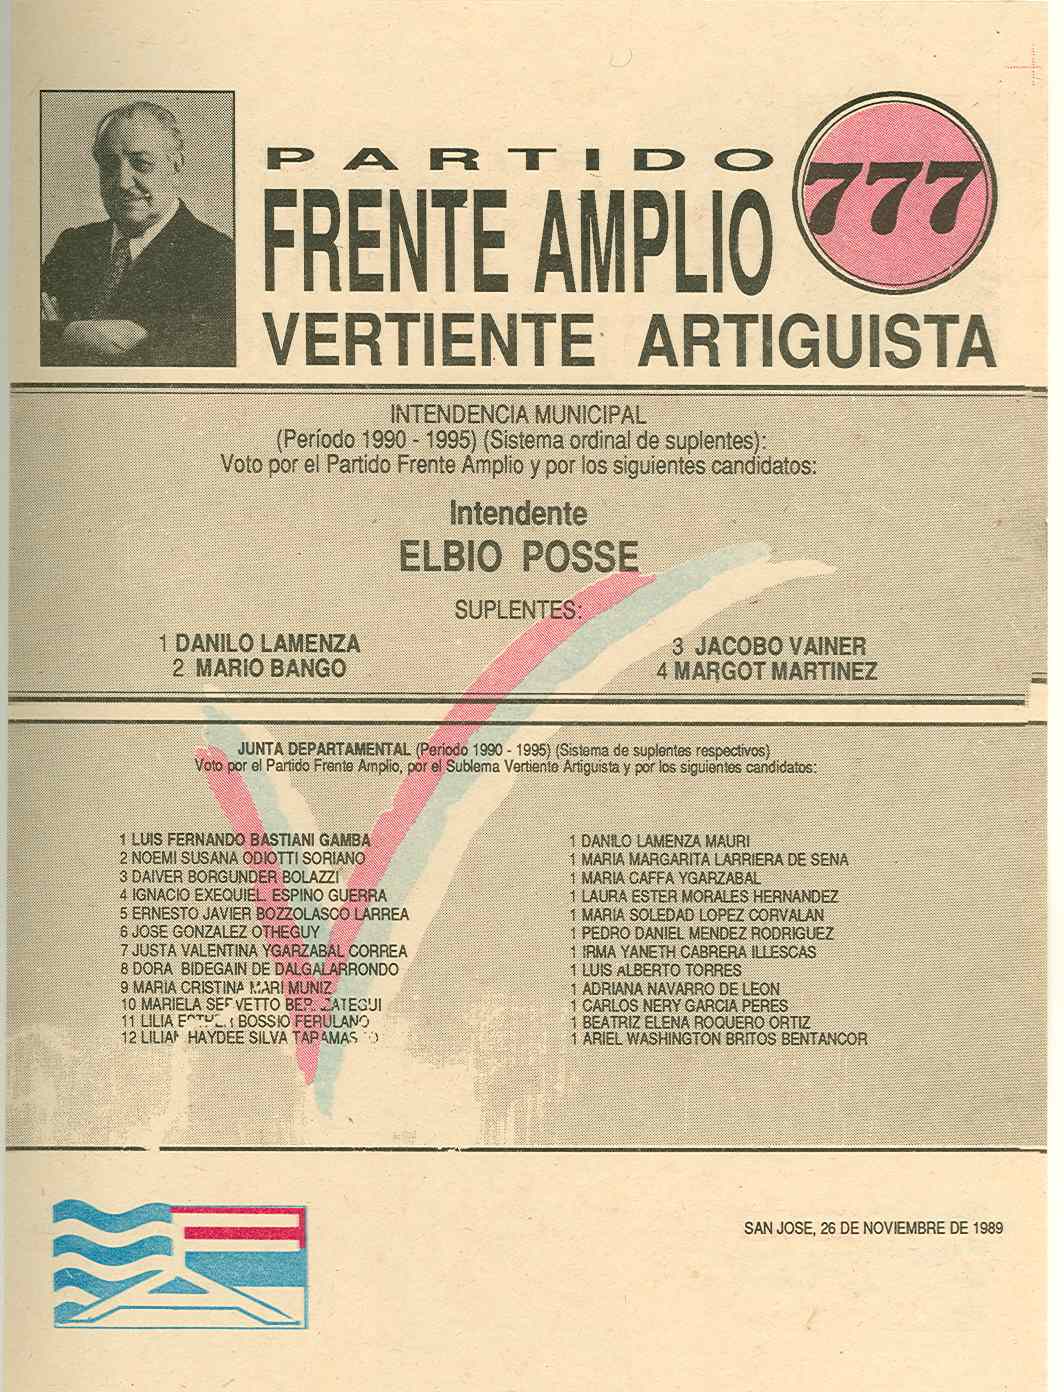 PARTIDO
FRENTE AMPLIO
777
VERTIENTE ARTIGUISTA
INTENDENCIA MUNICIPAL
(Período 1990 - 1995) (Sistema ordinal de suplentes):
Voto por el Partido Frente Amplio y por los siguientes candidatos:
Intendente
ELBIO POSSE
SUPLENTES:
1 DANILO LAMENZA
2 MARIO BANGO
3 JACOBO VAINER
4 MARGOT MARTINEZ
JUNTA DEPARTAMENTAL (Período 1990 - 1995) (Sistema de suplentes respectivos)
Voto por el Partido Frente Amplio, por el Sublema Vertiente Artiguista y por los siguientes candidatos:
1 LUIS FERNANDO BASTIANI GAMBA
2 NOEMI SUSANA ODIOTTI SORIANO
3 DAIVER BORGUNDER BOLAZZI
4 IGNACIO EXEQUIEL ESPINO GUERRA
5 ERNESTO JAVIER BOZZOLASCO LARREA
6 JOSE GONZALEZ OTHEGUY
7 JUSTA VALENTINA YGARZABAL CORREA
8 DORA BIDEGAIN DE DALGALARRONDO
9 MARIA CRISTINA MARI MUNIZ
10 MARIELA SERVETTO
11 LILIA ESTHER BOSSIO FERULANO
12 LILIAN HAYDEE SILVA TARAMASCO
1 DANILO LAMENZA MAURI
1 MARIA MARGARITA LARRIERA DE SENA
1 MARIA CAFFA YGARZABAL
1 LAURA ESTER MORALES HERNANDEZ
1 MARIA SOLEDAD LOPEZ CORVALAN
1 PEDRO DANIEL MENDEZ RODRIGUEZ
1 IRMA YANETH CABRERA ILLESCAS
1 LUIS ALBERTO TORRES
1 ADRIANA NAVARRO DE LEON
1 CARLOS NERY GARCIA PERES
1 BEATRIZ ELENA ROQUERO ORTIZ
1 ARIEL WASHINGTON BRITOS BENTANCOR
SAN JOSE, 26 DE NOVIEMBRE DE 1989